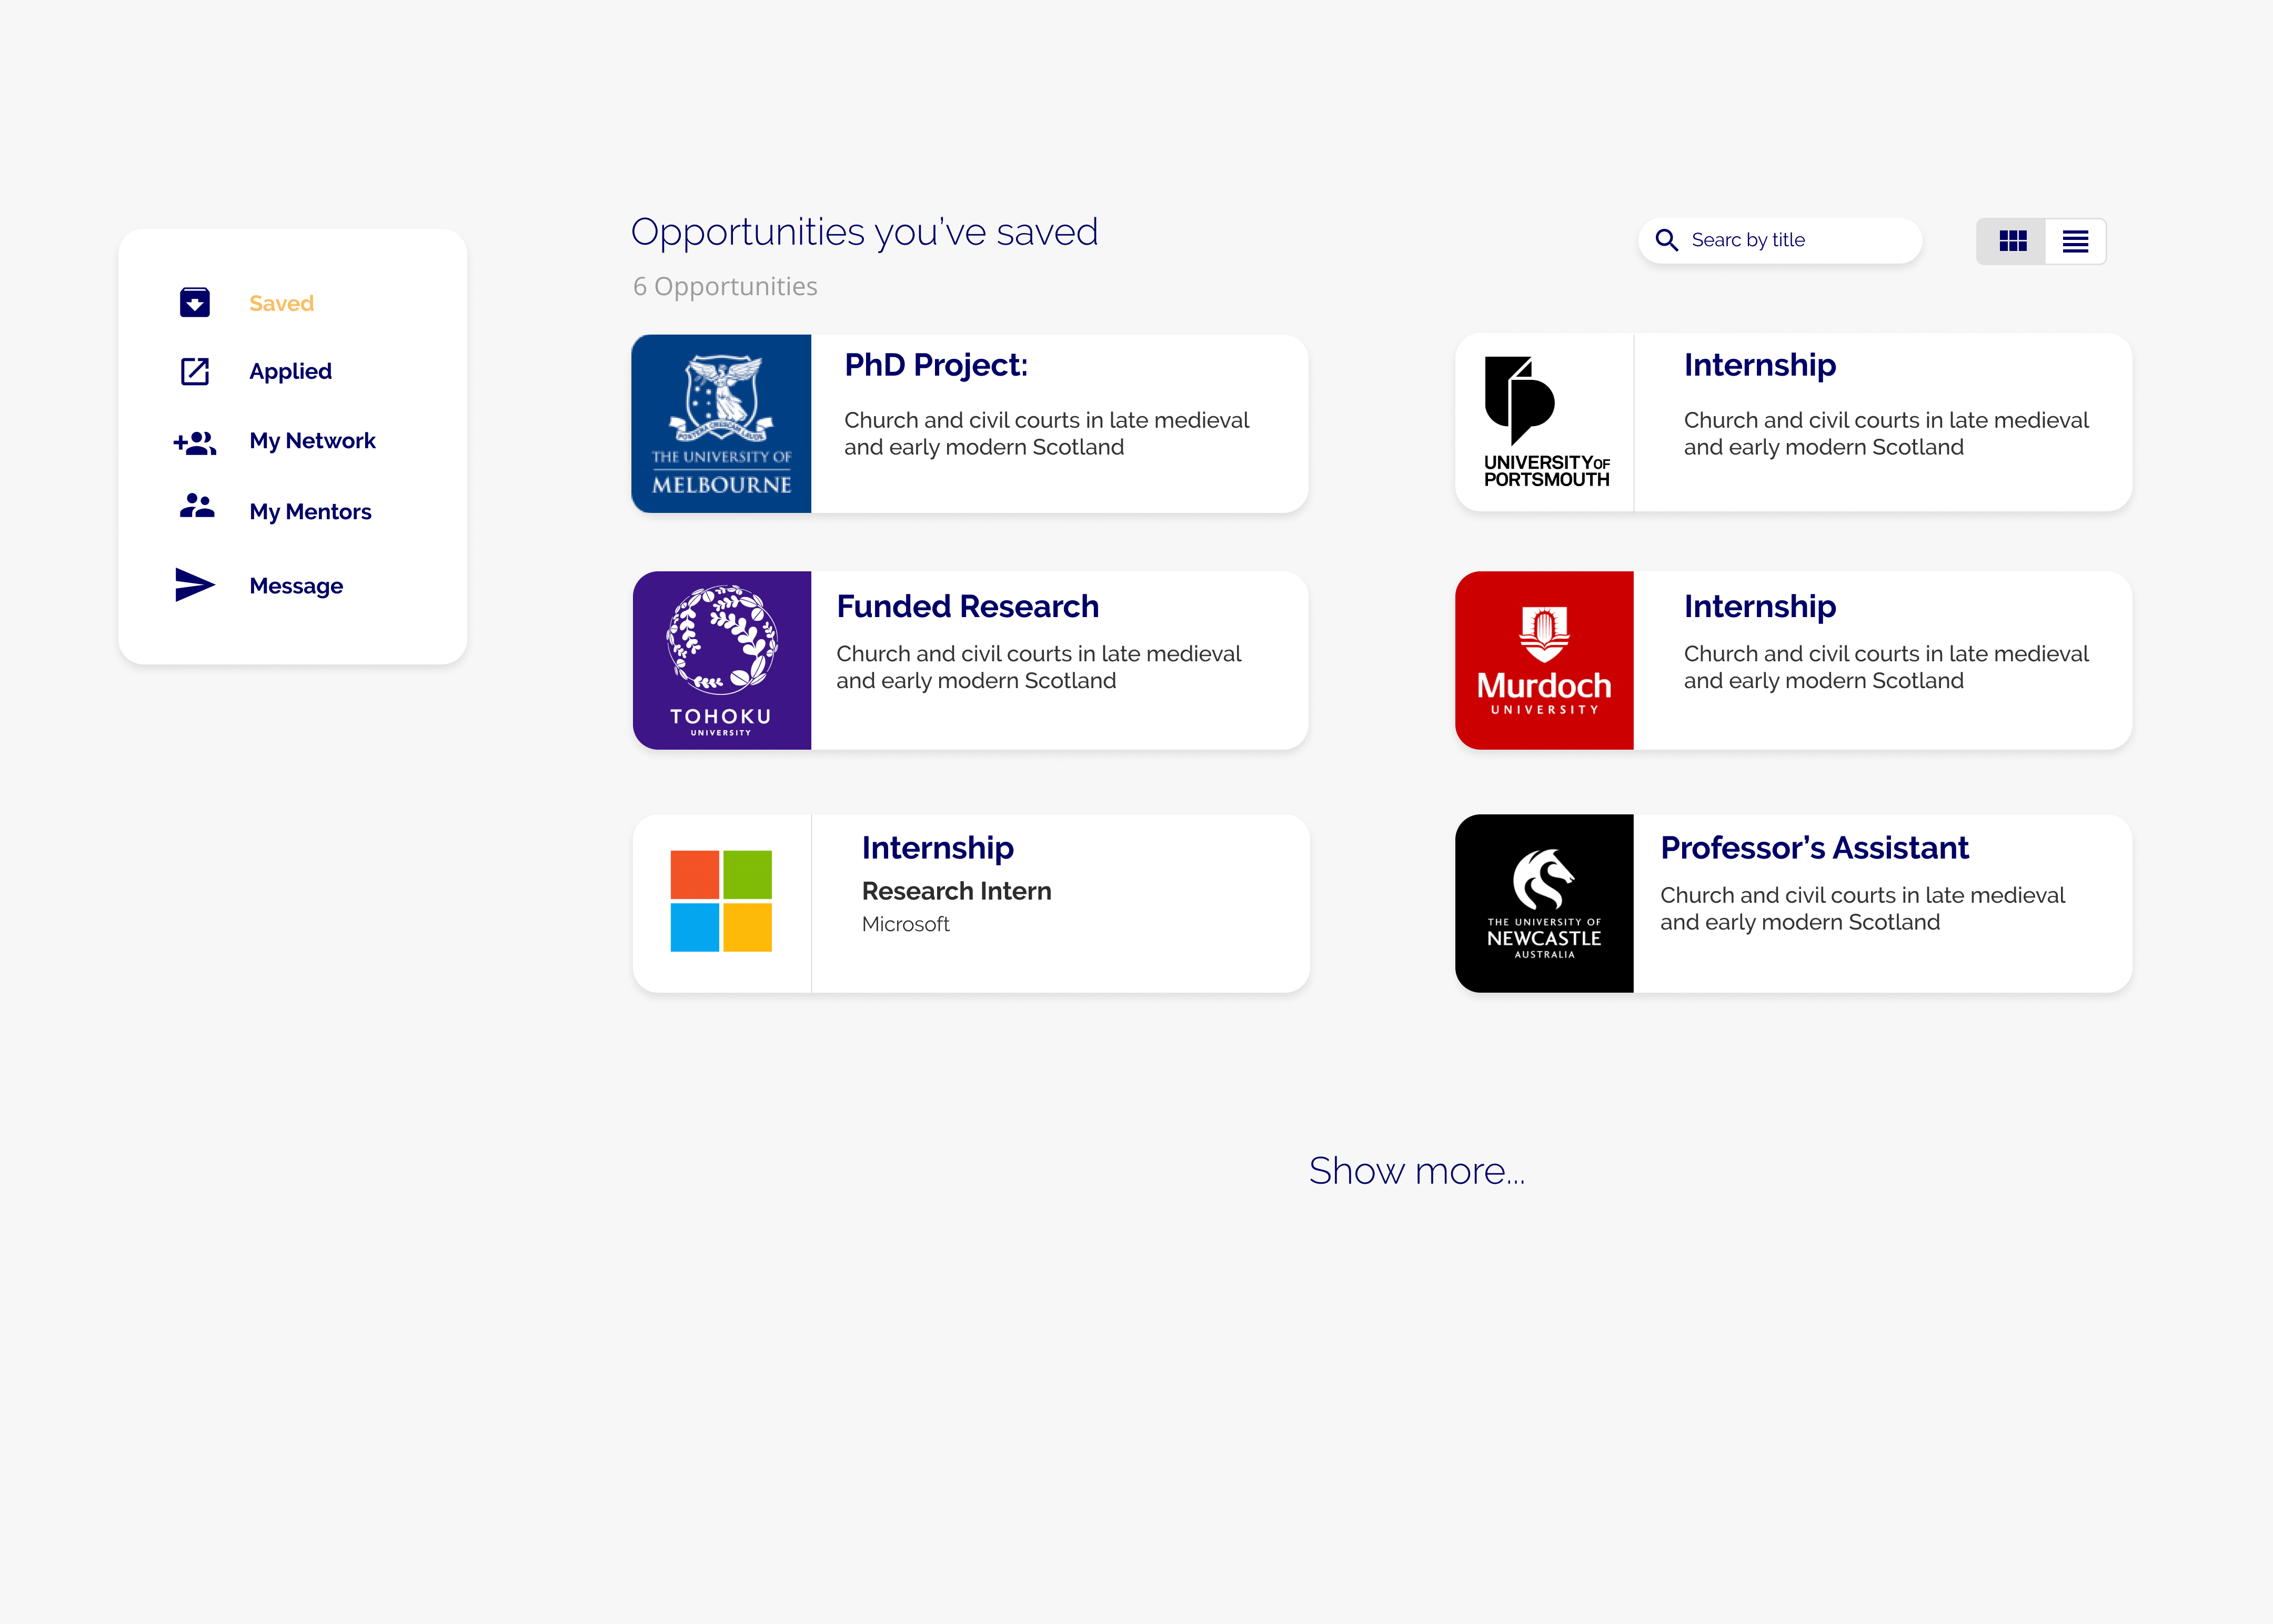 Saved
Applied
My Network
My Mentors
Message
Opportunities you’ve saved
6 Opportunities
Searc by title
POSTERA CRESCAM LAUDE
THE UNIVERSITY OF
MELBOURNE
PhD Project:
Church and civil courts in late medieval
and early modern Scotland
UNIVERSITY OF
PORTSMOUTH
Internship
Church and civil courts in late medieval
and early modern Scotland
TOHOKU
UNIVERSITY
Funded Research
Church and civil courts in late medieval
and early modern Scotland
Murdoch
UNIVERSITY
Internship
Church and civil courts in late medieval
and early modern Scotland
Internship
Research Intern
Microsoft
THE UNIVERSITY OF
NEWCASTLE
AUSTRALIA
Professor’s Assistant
Church and civil courts in late medieval
and early modern Scotland
Show more...